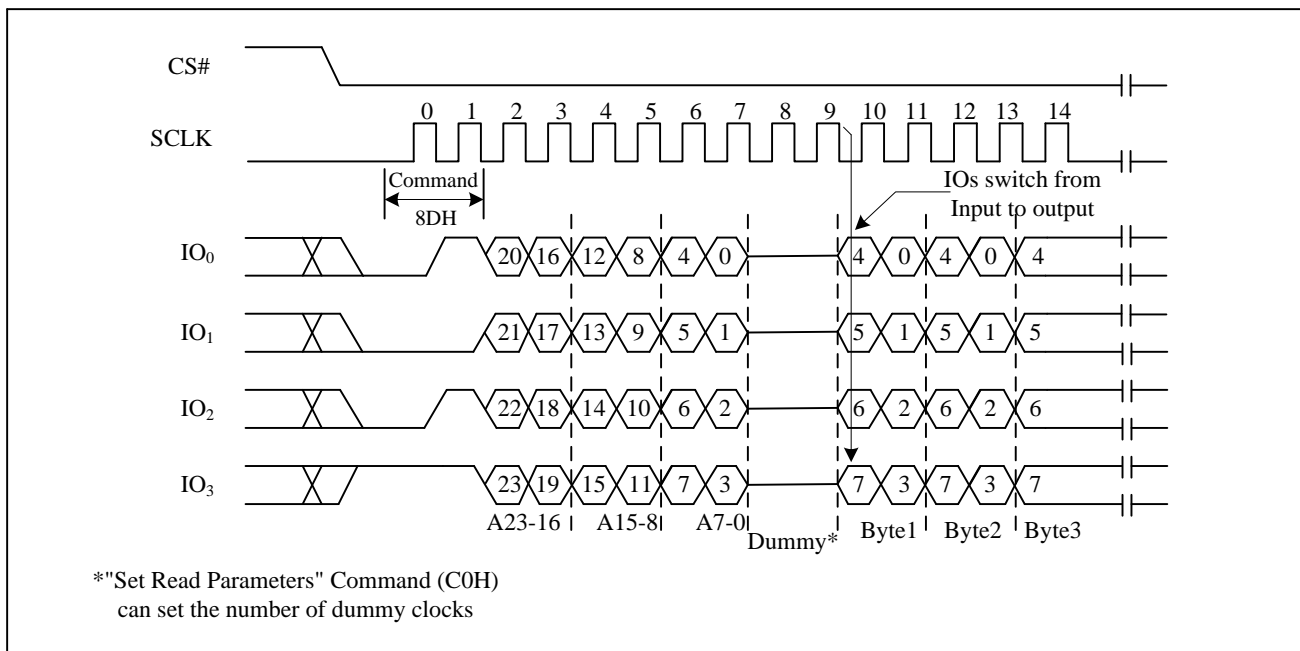 CS#
0 1 2 3 4 5 6 7 8 9 10 11 12 13 14
SCLK
Command
8DH
IOs switch from
Input to output
IO0 20 16 12 8 4 0 4 0 4 0 4
IO1 21 17 13 9 5 1 5 1 5 1 5
IO2 22 18 14 10 6 2 6 2 6 2 6
IO3 23 19 15 11 7 3 7 3 7 3 7
A23-16 A15-8 A7-0 Dummy* Byte1 Byte2 Byte3
*"Set Read Parameters" Command (C0H)
can set the number of dummy clocks